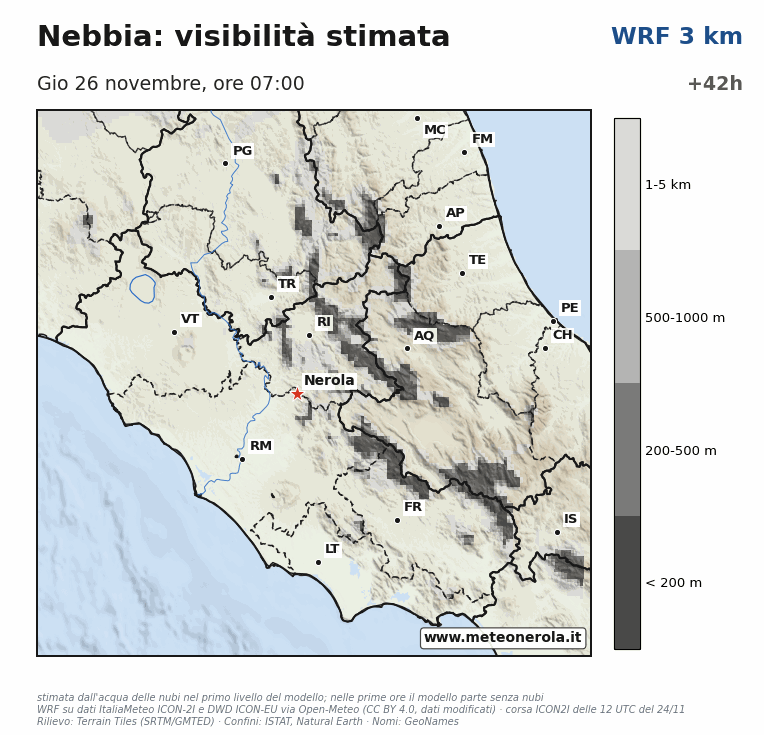 Nebbia: visibilità stimata
WRF 3 km
Gio 26 novembre, ore 07:00
+42h
MC
FM
PG
AP
TE
TR
PE
VT
RI
AQ
CH
Nerola
RM
FR
IS
LT
www.meteonerola.it
1-5 km
500-1000 m
200-500 m
< 200 m
stimata dall'acqua delle nubi nel primo livello del modello; nelle prime ore il modello parte senza nubi
WRF su dati ItaliaMeteo ICON-2I e DWD ICON-EU via Open-Meteo (CC BY 4.0, dati modificati) · corsa ICON2I delle 12 UTC del 24/11
Rilievo: Terrain Tiles (SRTM/GMTED) · Confini: ISTAT, Natural Earth · Nomi: GeoNames